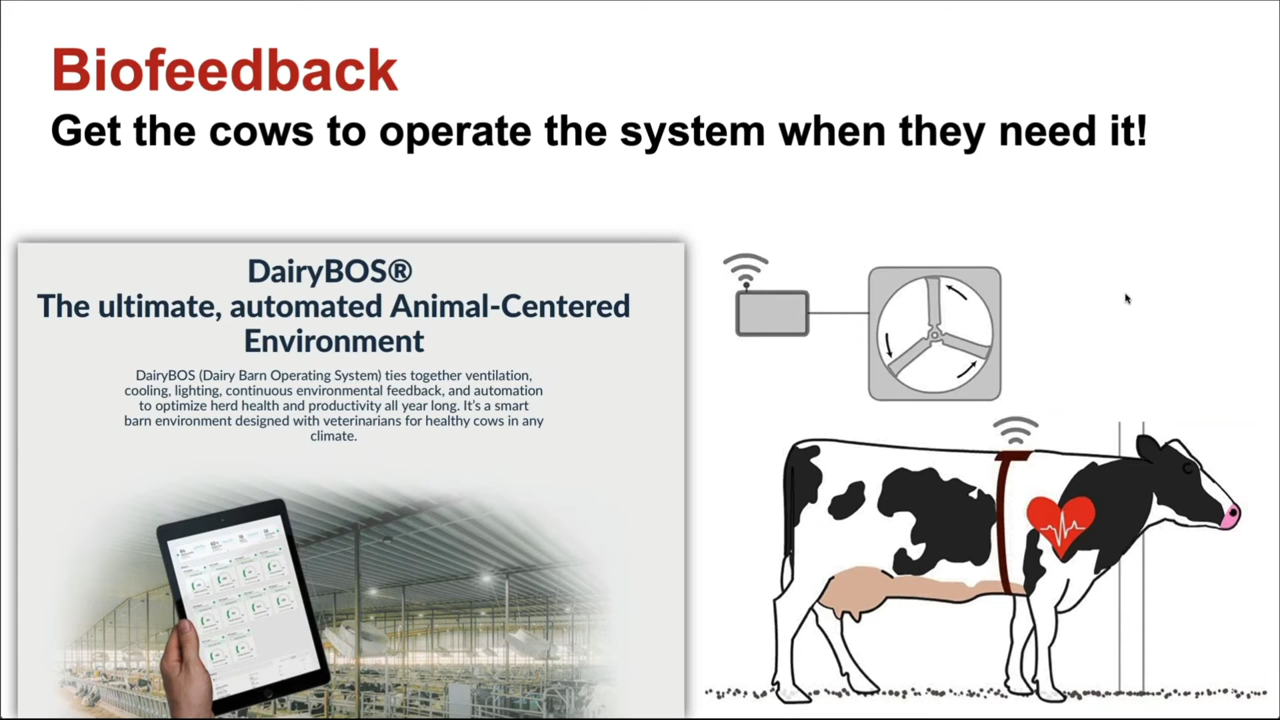 Biofeedback
Get the cows to operate the system when they need it!
DairyBOS®
The ultimate, automated Animal-Centered
Environment
DairyBOS (Dairy Barn Operating System) ties together ventilation,
cooling, lighting, continuous environmental feedback, and automation
to optimize herd health and productivity all year long. It's a smart
barn environment designed with veterinarians for healthy cows in any
climate.